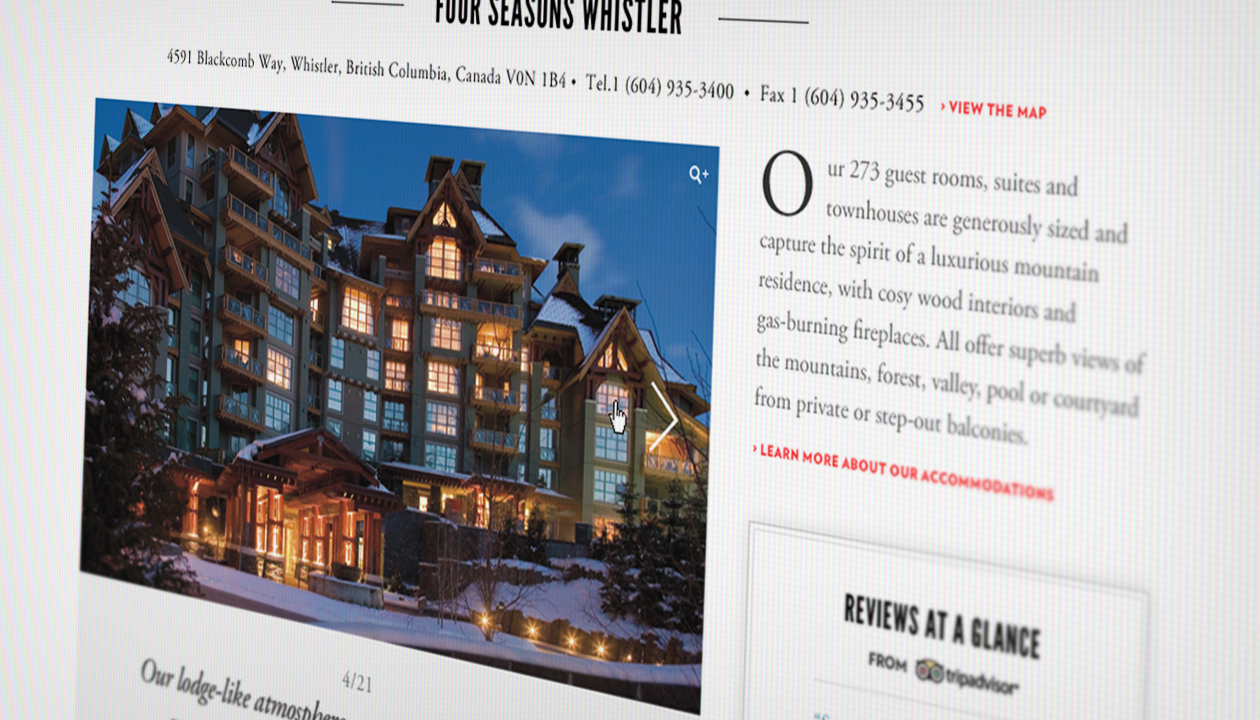 FOUR SEASONS WHISTLER
4591 Blackcomb Way, Whistler, British Columbia, Canada V0N 1B4 • Tel.1 (604) 935-3400 • Fax 1 (604) 935-3455 › VIEW THE MAP
Our 273 guest rooms, suites and
townhouses are generously sized and
capture the spirit of a luxurious mountain
residence, with cosy wood interiors and
gas-burning fireplaces. All offer superb views of
the mountains, forest, valley, pool or courtyard
from private or step-out balconies.
› LEARN MORE ABOUT OUR ACCOMMODATIONS
4/21
Our lodge-like atmosphere
REVIEWS AT A GLANCE
FROM tripadvisor